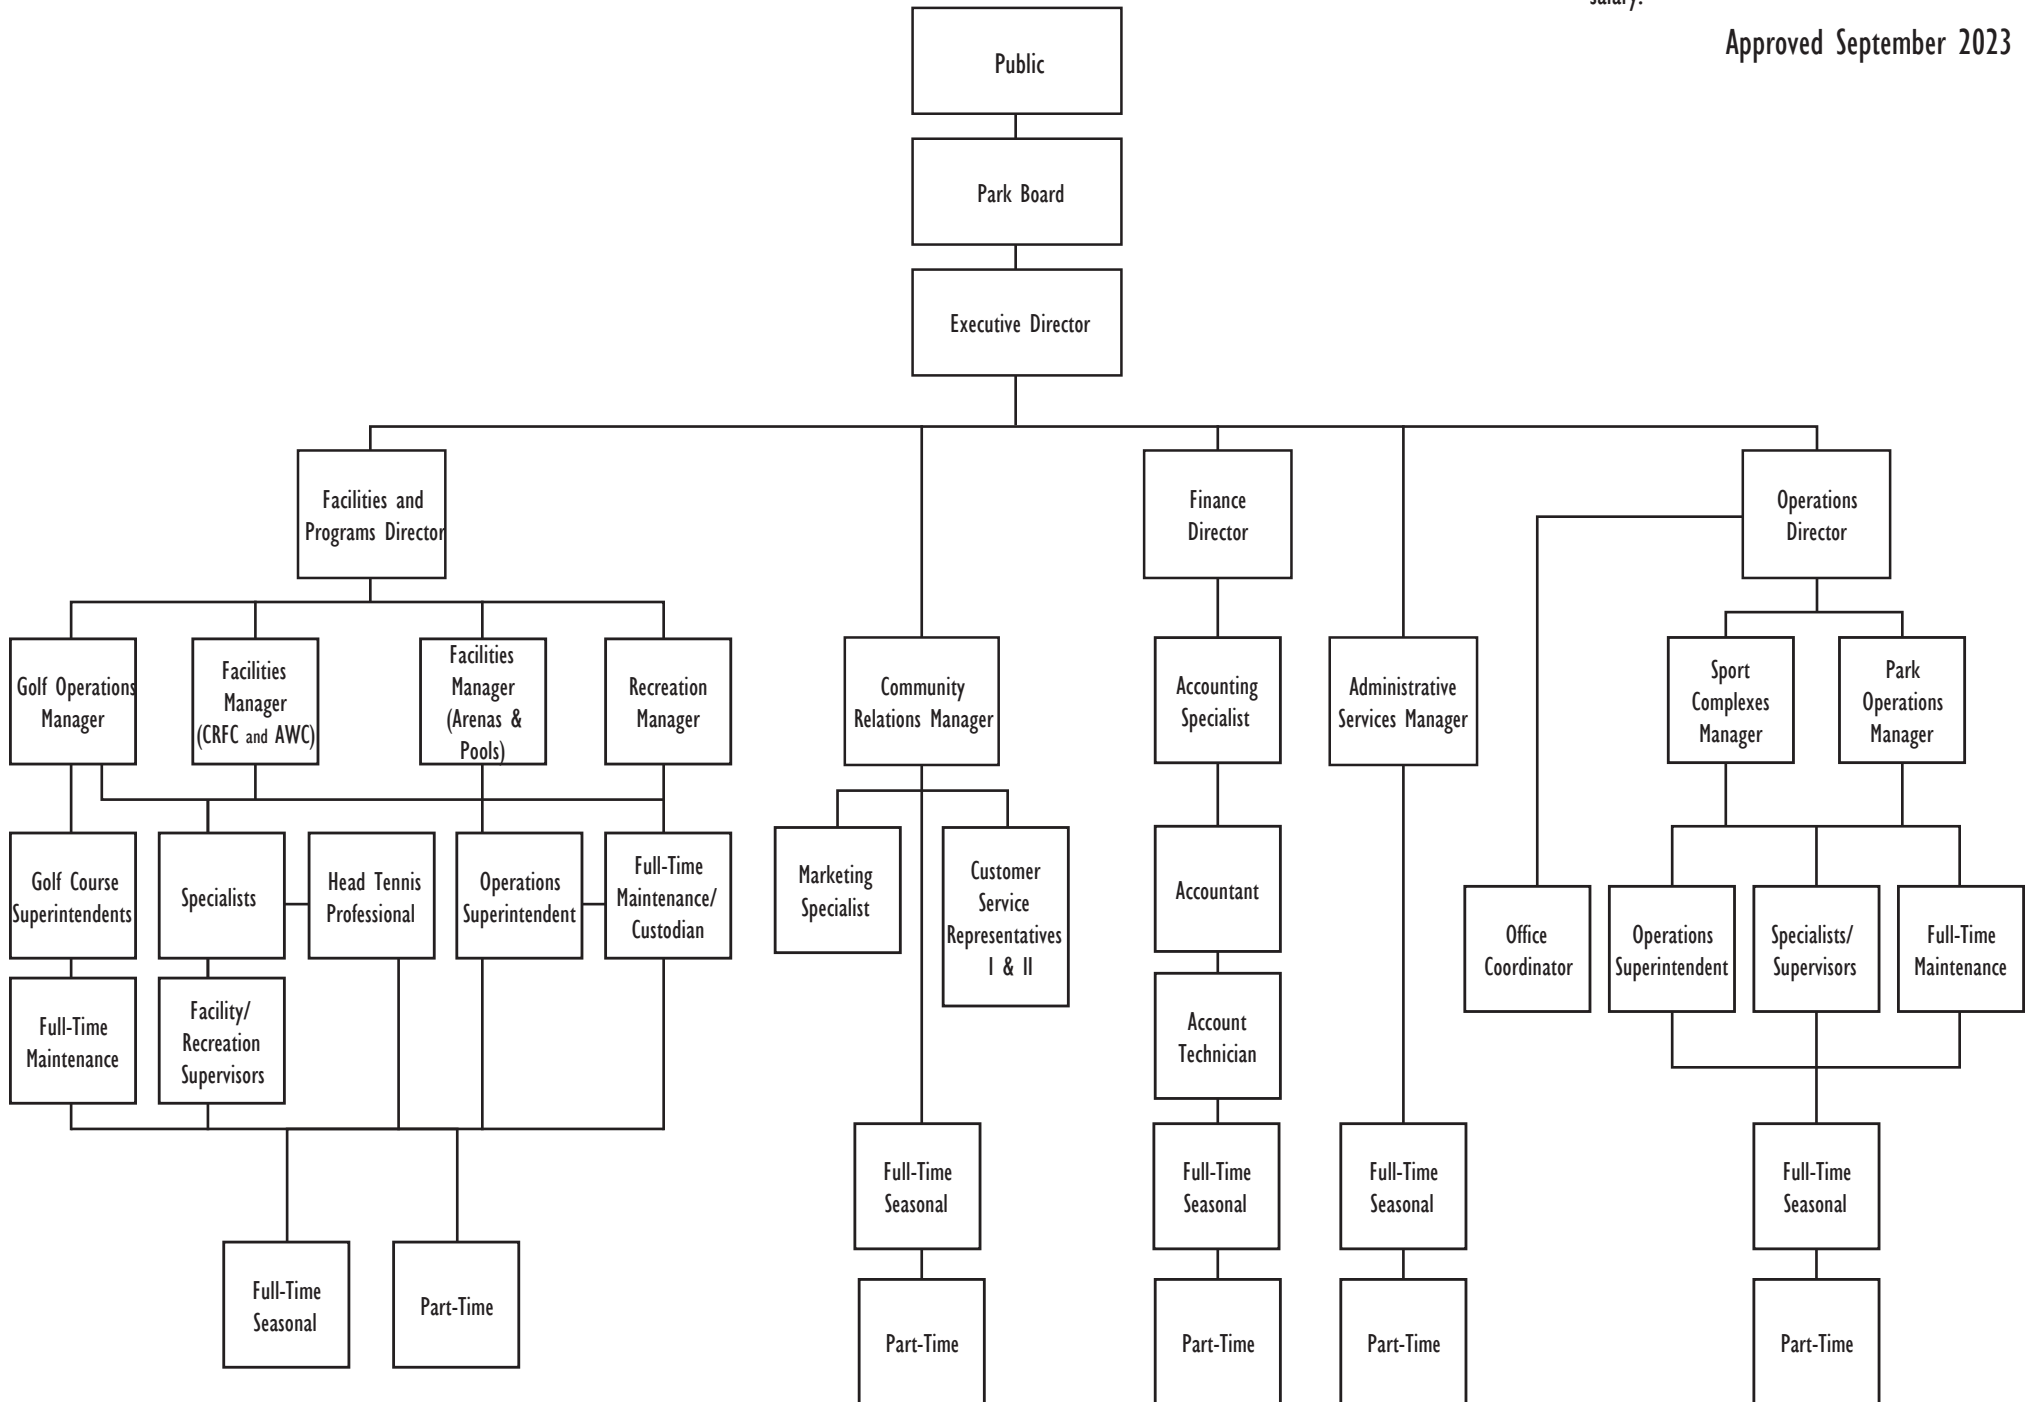 salary.
Approved September 2023
Public
Park Board
Executive Director
Facilities and
Programs Director
Finance
Director
Operations
Director
Golf Operations
Manager
Facilities
Manager
(CRFC and AWC)
Facilities
Manager
(Arenas &
Pools)
Recreation
Manager
Community
Relations Manager
Accounting
Specialist
Administrative
Services Manager
Sport
Complexes
Manager
Park
Operations
Manager
Golf Course
Superintendents
Specialists
Head Tennis
Professional
Operations
Superintendent
Full-Time
Maintenance/
Custodian
Marketing
Specialist
Customer
Service
Representatives
I & II
Accountant
Office
Coordinator
Operations
Superintendent
Specialists/
Supervisors
Full-Time
Maintenance
Full-Time
Maintenance
Facility/
Recreation
Supervisors
Account
Technician
Full-Time
Seasonal
Full-Time
Seasonal
Full-Time
Seasonal
Full-Time
Seasonal
Full-Time
Seasonal
Part-Time
Part-Time
Part-Time
Part-Time
Part-Time